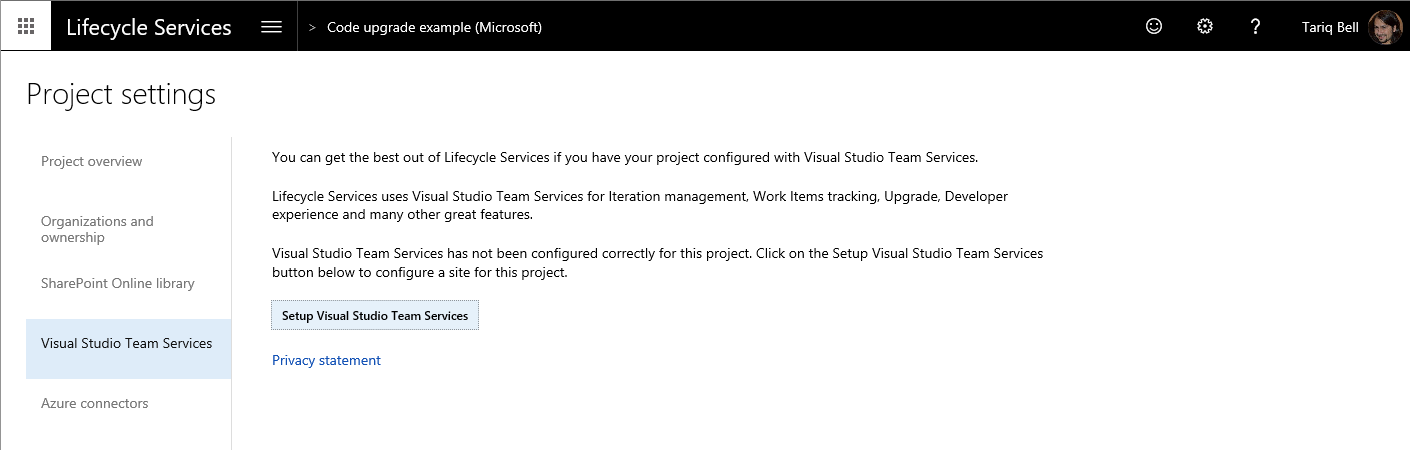 Lifecycle Services > Code upgrade example (Microsoft) ? Tariq Bell
Project settings
Project overview
Organizations and
ownership
SharePoint Online library
Visual Studio Team Services
Azure connectors
You can get the best out of Lifecycle Services if you have your project configured with Visual Studio Team Services.
Lifecycle Services uses Visual Studio Team Services for Iteration management, Work Items tracking, Upgrade, Developer
experience and many other great features.
Visual Studio Team Services has not been configured correctly for this project. Click on the Setup Visual Studio Team Services
button below to configure a site for this project.
Setup Visual Studio Team Services
Privacy statement